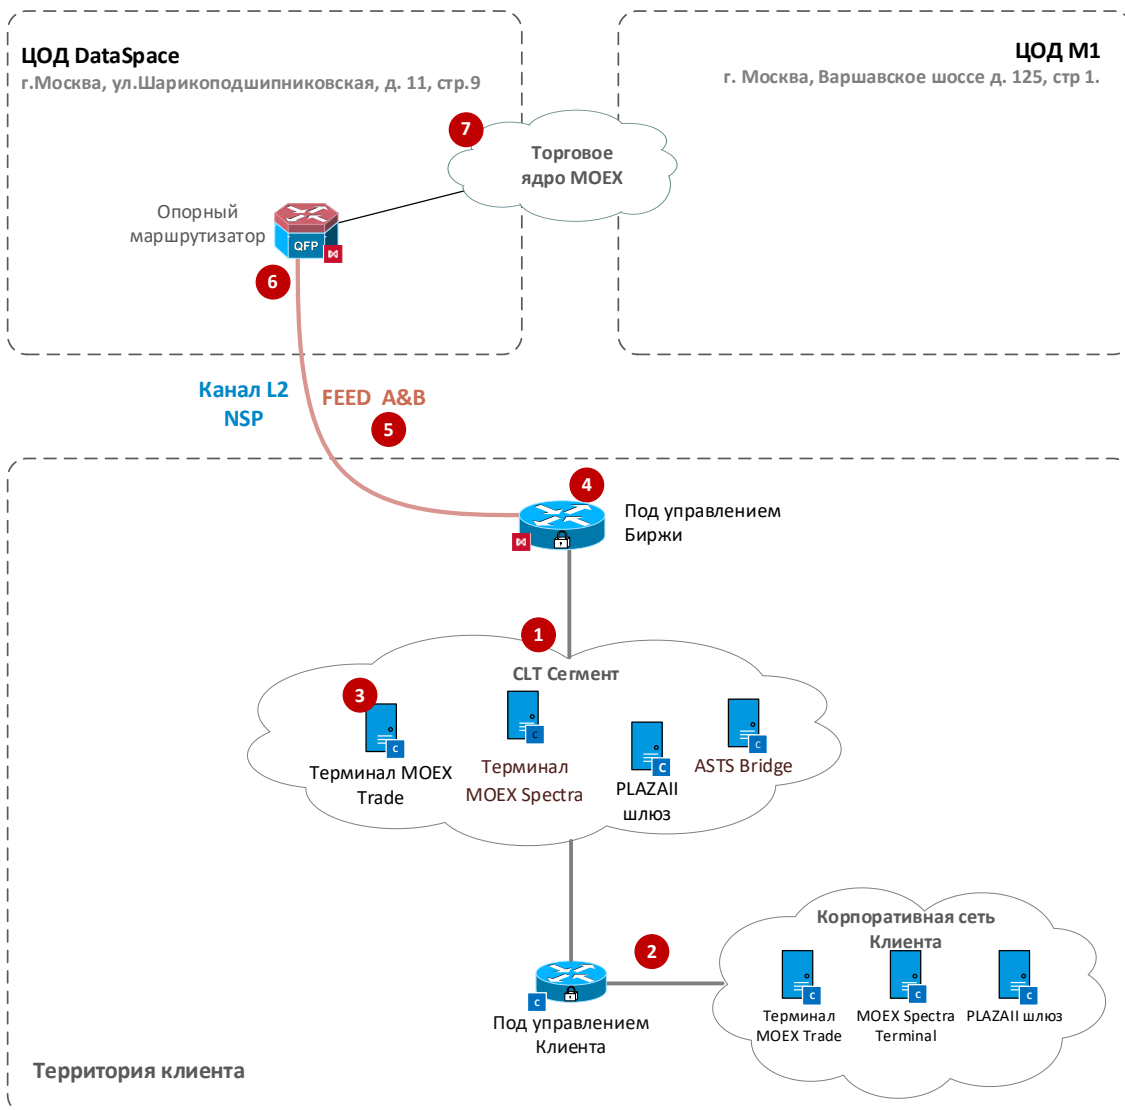 ЦОД DataSpace
г.Москва, ул.Шарикоподшипниковская, д. 11, стр.9
ЦОД М1
г. Москва, Варшавское шоссе д. 125, стр 1.
7
Торговое
ядро MOEX
Опорный
маршрутизатор
QFP
6
Канал L2
NSP
FEED A&B
5
4
Под управлением
Биржи
1
CLT Сегмент
3
C
Терминал MOEX
Trade
C
Терминал
MOEX Spectra
C
PLAZAII
шлюз
C
ASTS Bridge
2
C
Под управлением
Клиента
Корпоративная сеть
Клиента
C
Терминал
MOEX Trade
C
MOEX Spectra
Terminal
C
PLAZAII шлюз
Территория клиента